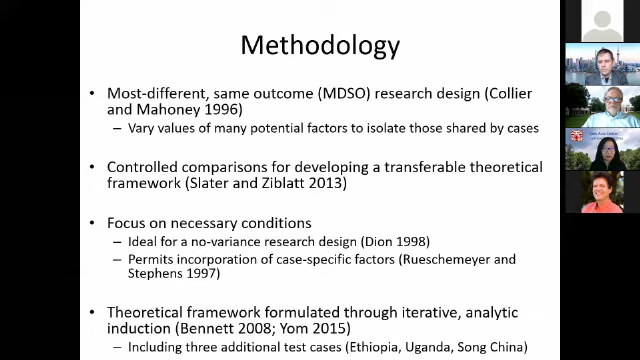 Methodology
• Most-different, same outcome (MDSO) research design (Collier
and Mahoney 1996)
– Vary values of many potential factors to isolate those shared by cases
• Controlled comparisons for developing a transferable theoretical
framework (Slater and Ziblatt 2013)
• Focus on necessary conditions
– Ideal for a no-variance research design (Dion 1998)
– Permits incorporation of case-specific factors (Rueschemeyer and
Stephens 1997)
• Theoretical framework formulated through iterative, analytic
induction (Bennett 2008; Yom 2015)
– Including three additional test cases (Ethiopia, Uganda, Song China)